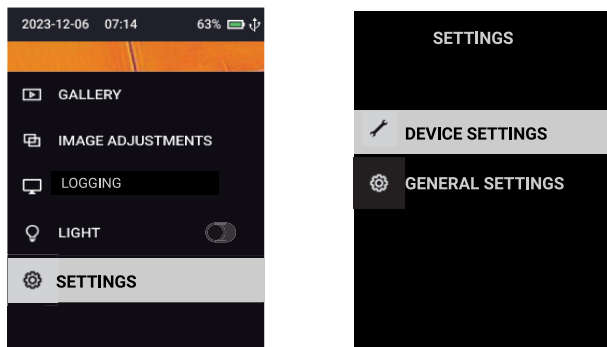 2023-12-06 07:14 63%
GALLERY
IMAGE ADJUSTMENTS
LOGGING
LIGHT
SETTINGS
SETTINGS
DEVICE SETTINGS
GENERAL SETTINGS